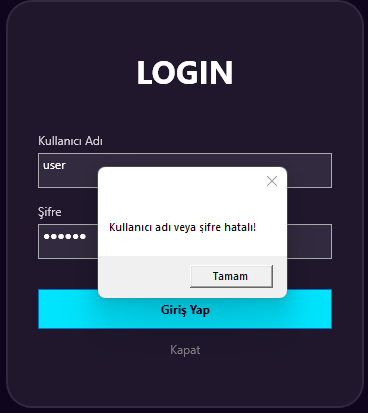 LOGIN
Kullanıcı Adı
user
Kullanıcı adı veya şifre hatalı!
Şifre
●●●●●●
Tamam
Giriş Yap
Kapat